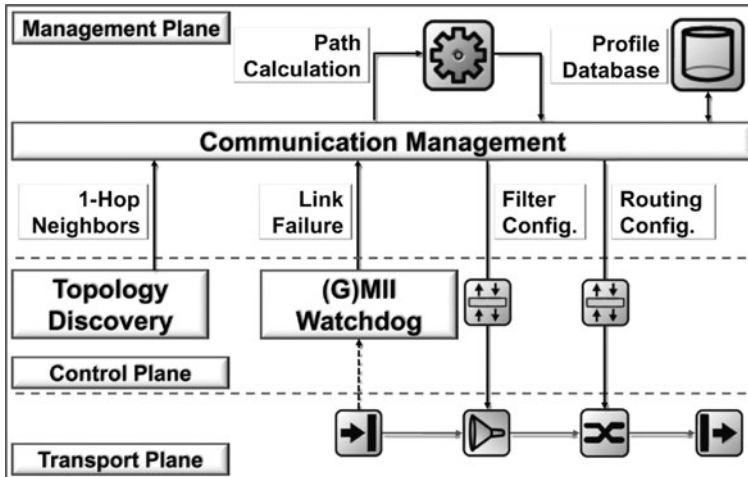 Management Plane
Path
Calculation
Profile
Database
Communication Management
1-Hop
Neighbors
Link
Failure
Filter
Config.
Routing
Config.
Topology
Discovery
(G)MII
Watchdog
Control Plane
Transport Plane